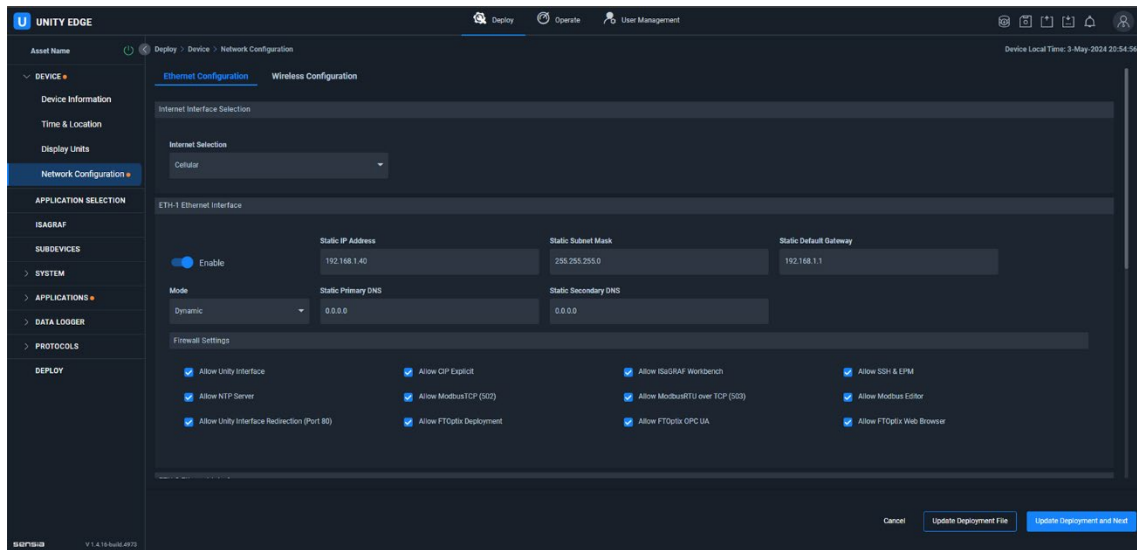 U UNITY EDGE
Deploy
Operate
User Management
Asset Name
Deploy > Device > Network Configuration
Device Local Time: 3-May-2024 20:54:56
DEVICE
Device Information
Time & Location
Display Units
Network Configuration
APPLICATION SELECTION
ISAGRAF
SUBDEVICES
SYSTEM
APPLICATIONS
DATA LOGGER
PROTOCOLS
DEPLOY
Ethernet Configuration
Wireless Configuration
Internet Interface Selection
Internet Selection
Cellular
ETH-1 Ethernet Interface
Enable
Static IP Address
192.168.1.40
Static Subnet Mask
255.255.255.0
Static Default Gateway
192.168.1.1
Mode
Dynamic
Static Primary DNS
0.0.0.0
Static Secondary DNS
0.0.0.0
Firewall Settings
Allow Unity Interface
Allow CIP Explicit
Allow ISaGRAF Workbench
Allow SSH & EPM
Allow NTP Server
Allow ModbusTCP (502)
Allow ModbusRTU over TCP (503)
Allow Modbus Editor
Allow Unity Interface Redirection (Port 80)
Allow FTOptix Deployment
Allow FTOptix OPC UA
Allow FTOptix Web Browser
Cancel
Update Deployment File
Update Deployment and Next
sensia
V 1.4.16-build.4973